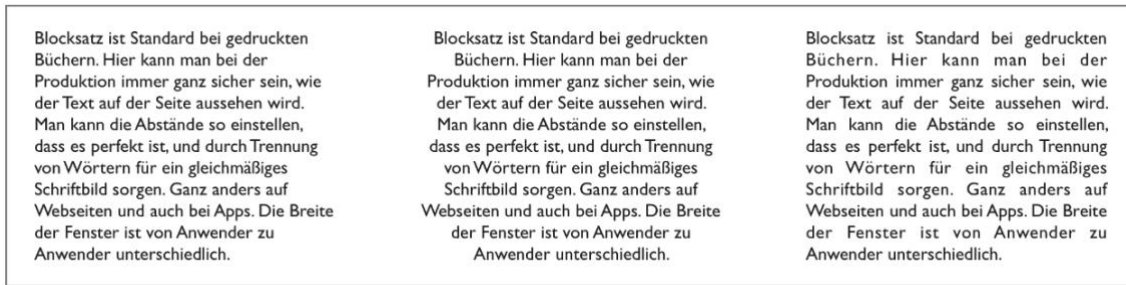 Blocksatz ist Standard bei gedruckten
Büchern. Hier kann man bei der
Produktion immer ganz sicher sein, wie
der Text auf der Seite aussehen wird.
Man kann die Abstände so einstellen,
dass es perfekt ist, und durch Trennung
von Wörtern für ein gleichmäßiges
Schriftbild sorgen. Ganz anders auf
Webseiten und auch bei Apps. Die Breite
der Fenster ist von Anwender zu
Anwender unterschiedlich.
Blocksatz ist Standard bei gedruckten
Büchern. Hier kann man bei der
Produktion immer ganz sicher sein, wie
der Text auf der Seite aussehen wird.
Man kann die Abstände so einstellen,
dass es perfekt ist, und durch Trennung
von Wörtern für ein gleichmäßiges
Schriftbild sorgen. Ganz anders auf
Webseiten und auch bei Apps. Die Breite
der Fenster ist von Anwender zu
Anwender unterschiedlich.
Blocksatz ist Standard bei gedruckten
Büchern. Hier kann man bei der
Produktion immer ganz sicher sein, wie
der Text auf der Seite aussehen wird.
Man kann die Abstände so einstellen,
dass es perfekt ist, und durch Trennung
von Wörtern für ein gleichmäßiges
Schriftbild sorgen. Ganz anders auf
Webseiten und auch bei Apps. Die Breite
der Fenster ist von Anwender zu
Anwender unterschiedlich.